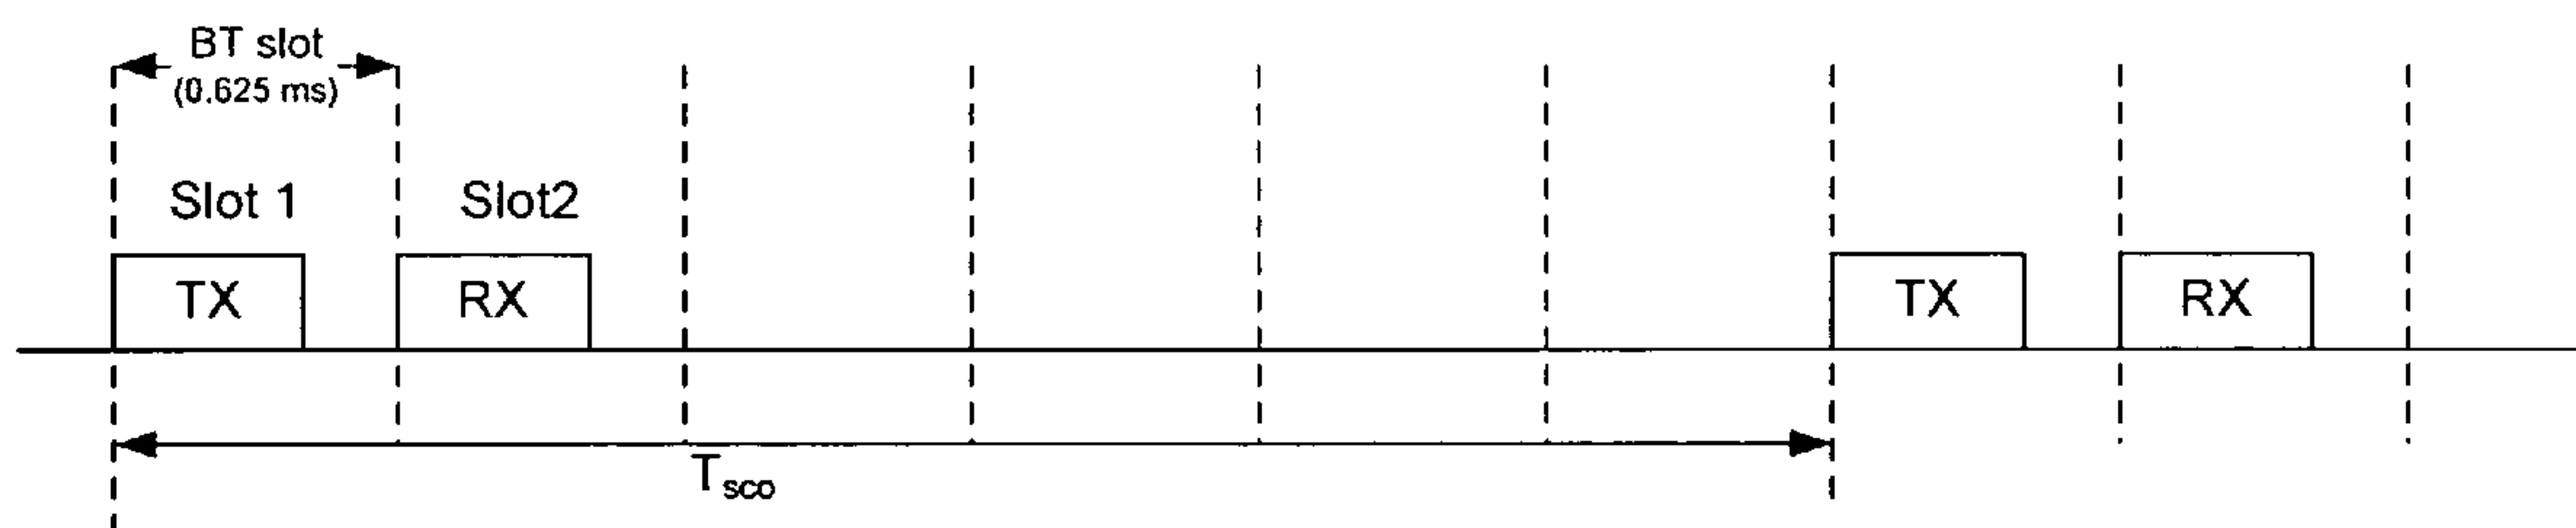 BT slot
(0.625 ms)
Slot 1 Slot2
TX RX TX RX
Tsco